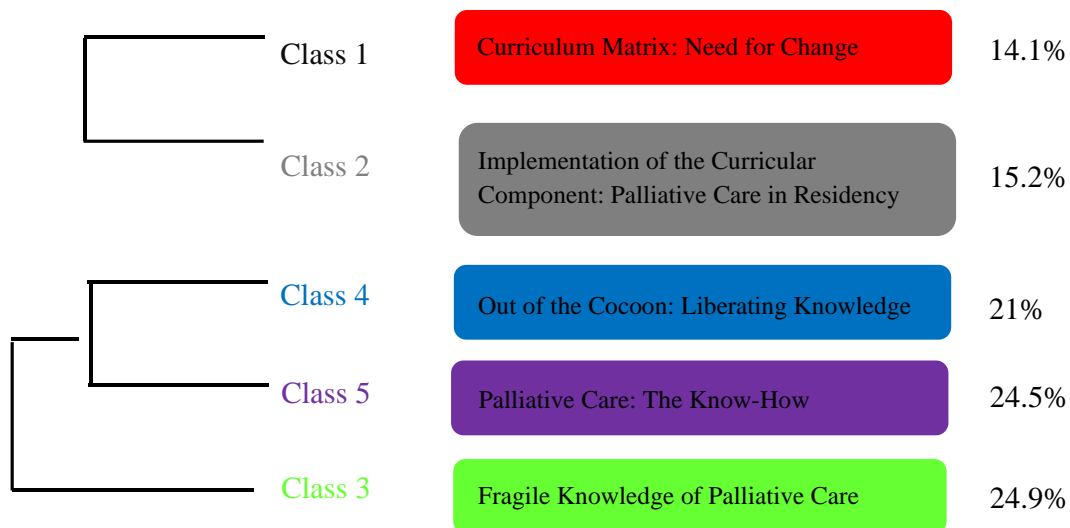 Class 1
Curriculum Matrix: Need for Change
14.1%
Class 2
Implementation of the Curricular
Component: Palliative Care in Residency
15.2%
Class 4
Out of the Cocoon: Liberating Knowledge
21%
Class 5
Palliative Care: The Know-How
24.5%
Class 3
Fragile Knowledge of Palliative Care
24.9%